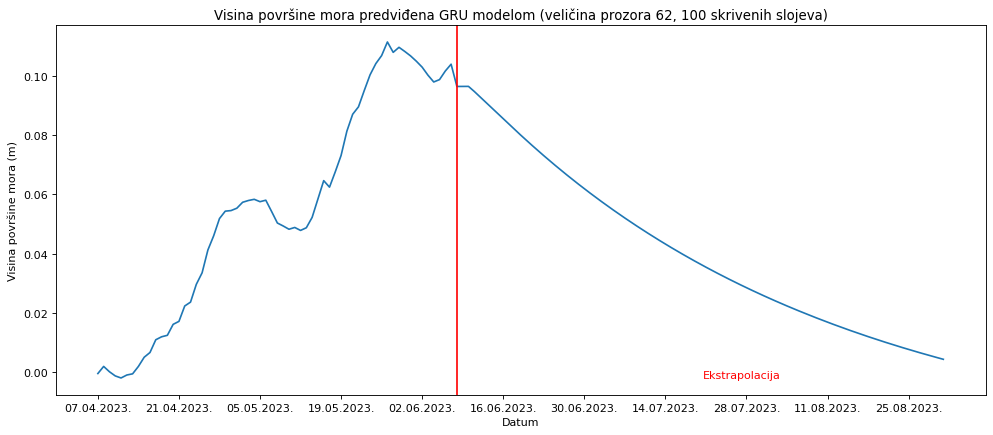 Visina površine mora predviđena GRU modelom (veličina prozora 62, 100 skrivenih slojeva)
Visina površine mora (m)
0.10
0.08
0.06
0.04
0.02
0.00
Ekstrapolacija
07.04.2023. 21.04.2023. 05.05.2023. 19.05.2023. 02.06.2023. 16.06.2023. 30.06.2023. 14.07.2023. 28.07.2023. 11.08.2023. 25.08.2023.
Datum